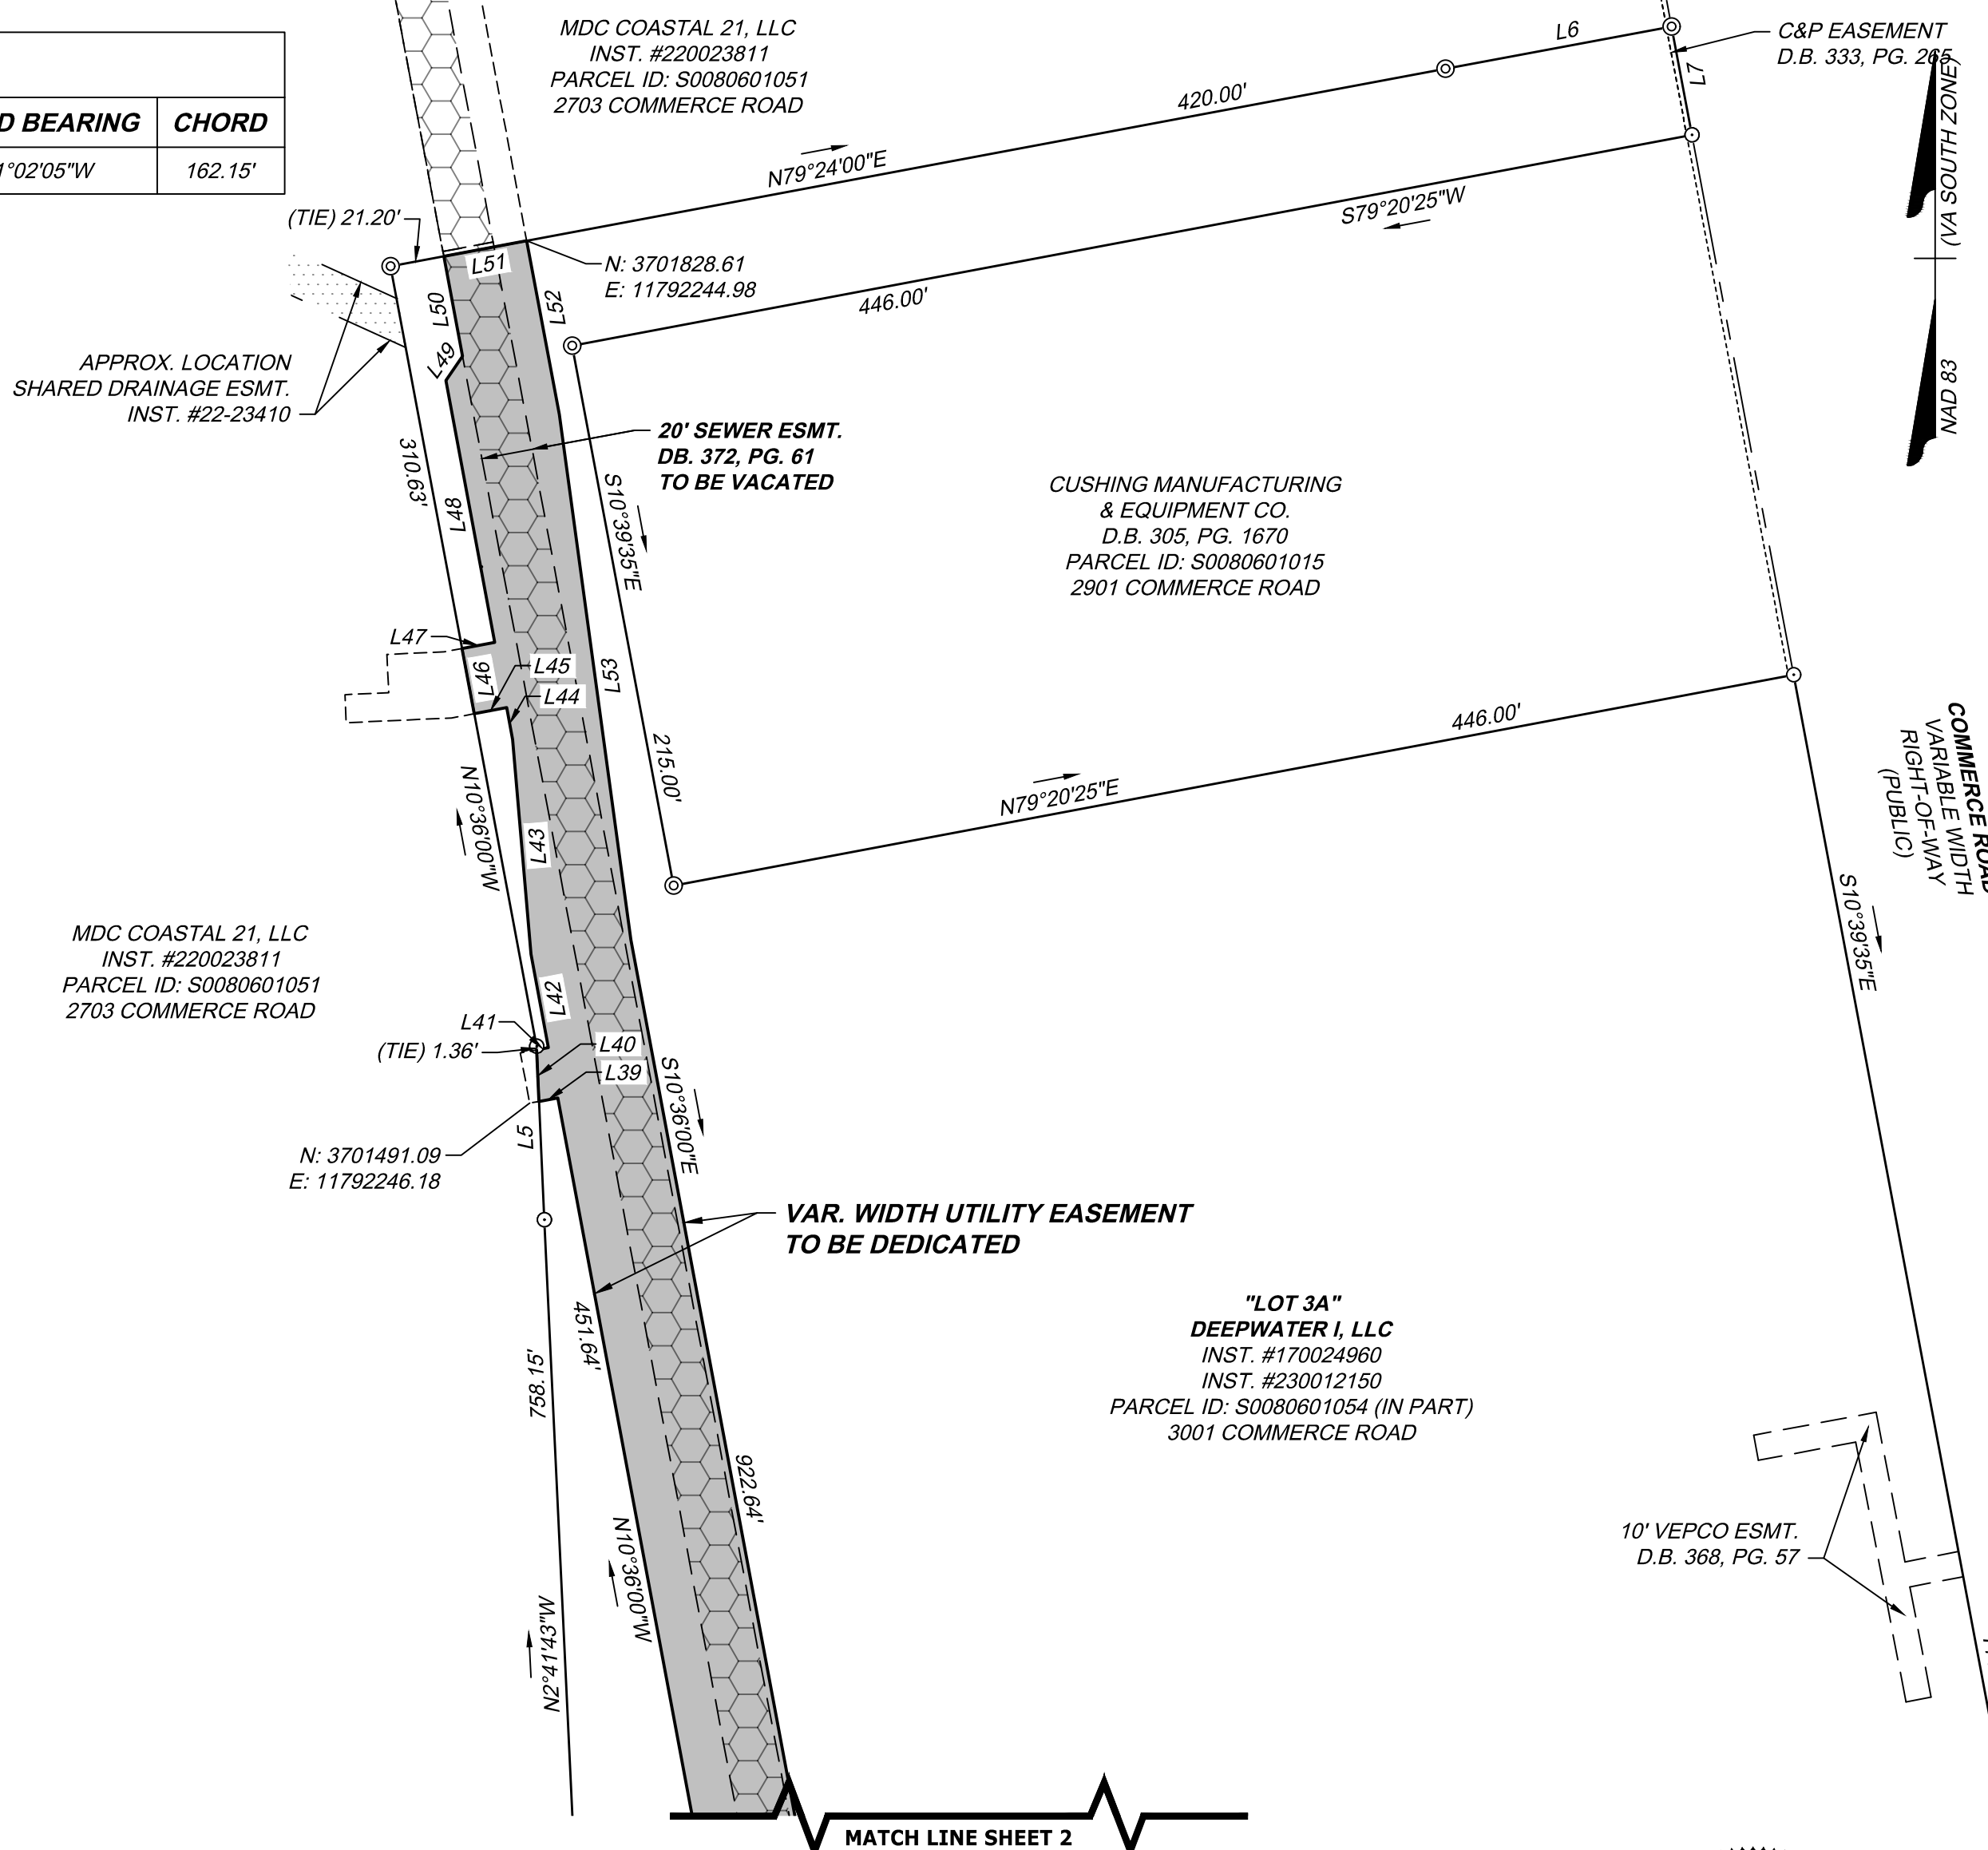 D BEARING CHORD
1°02'05"W 162.15'
MDC COASTAL 21, LLC
INST. #220023811
PARCEL ID: S0080601051
2703 COMMERCE ROAD
L6
C&P EASEMENT
D.B. 333, PG. 265
L7
420.00'
N79°24'00"E
S79°20'25"W
446.00'
(VA SOUTH ZONE)
NAD 83
(TIE) 21.20'
L51
N: 3701828.61
E: 11792244.98
L50
L52
L49
APPROX. LOCATION
SHARED DRAINAGE ESMT.
INST. #22-23410
20' SEWER ESMT.
DB. 372, PG. 61
TO BE VACATED
310.63'
L48
S10°39'35"E
215.00'
CUSHING MANUFACTURING
& EQUIPMENT CO.
D.B. 305, PG. 1670
PARCEL ID: S0080601015
2901 COMMERCE ROAD
L47
L46
L45
L44
L53
446.00'
N79°20'25"E
COMMERCE ROAD
VARIABLE WIDTH
RIGHT-OF-WAY
(PUBLIC)
S10°39'35"E
N10°36'00"W
L43
MDC COASTAL 21, LLC
INST. #220023811
PARCEL ID: S0080601051
2703 COMMERCE ROAD
L42
L41
(TIE) 1.36'
L40
L39
S10°36'00"E
L5
N: 3701491.09
E: 11792246.18
VAR. WIDTH UTILITY EASEMENT
TO BE DEDICATED
451.64'
758.15'
"LOT 3A"
DEEPWATER I, LLC
INST. #170024960
INST. #230012150
PARCEL ID: S0080601054 (IN PART)
3001 COMMERCE ROAD
922.64'
N10°36'00"W
N2°41'43"W
10' VEPCO ESMT.
D.B. 368, PG. 57
MATCH LINE SHEET 2